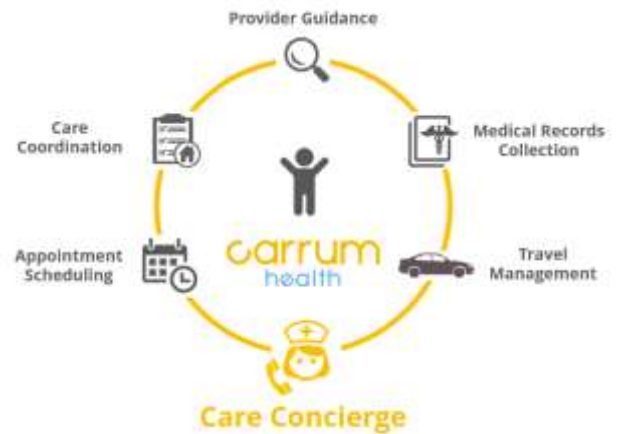 Provider Guidance
Care
Coordination
Medical Records
Collection
carrum
health
Appointment
Scheduling
Travel
Management
Care Concierge